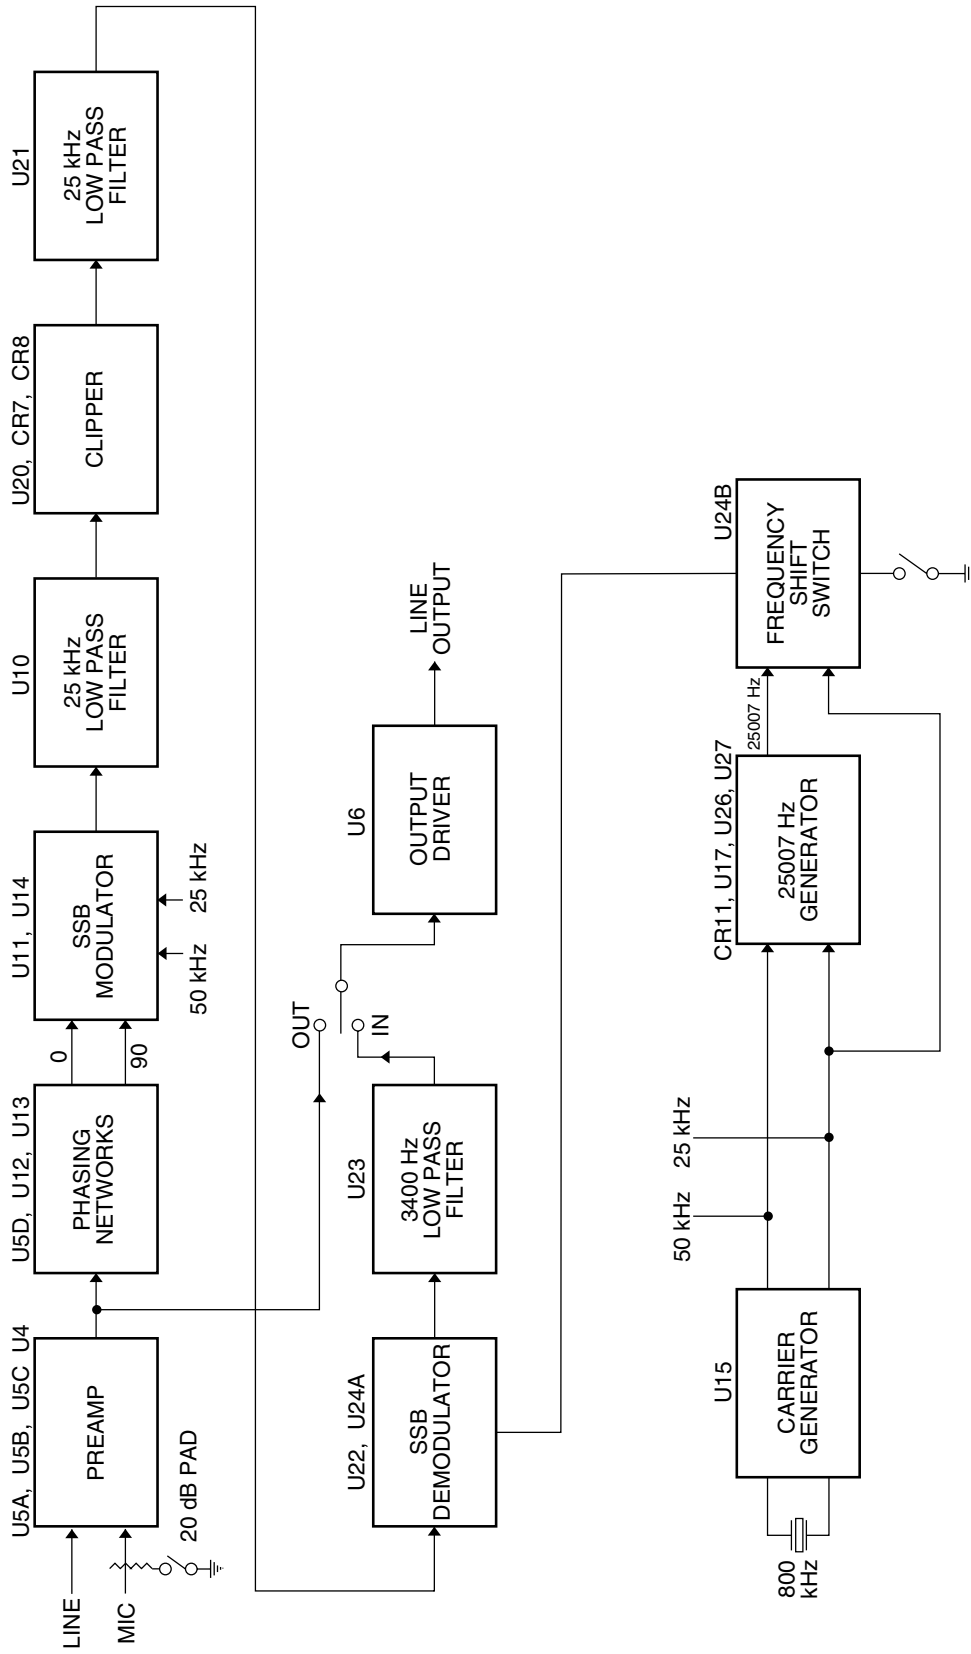 LINE
MIC
20 dB PAD
U5A, U5B, U5C U4
PREAMP
U5D, U12, U13
PHASING
NETWORKS
0
90
U11, U14
SSB
MODULATOR
50 kHz
25 kHz
U10
25 kHz
LOW PASS
FILTER
U20, CR7, CR8
CLIPPER
U21
25 kHz
LOW PASS
FILTER
U22, U24A
SSB
DEMODULATOR
U23
3400 Hz
LOW PASS
FILTER
OUT
IN
U6
OUTPUT
DRIVER
LINE
OUTPUT
800
kHz
U15
CARRIER
GENERATOR
50 kHz
25 kHz
CR11, U17, U26, U27
25007 Hz
GENERATOR
25007 Hz
U24B
FREQUENCY
SHIFT
SWITCH